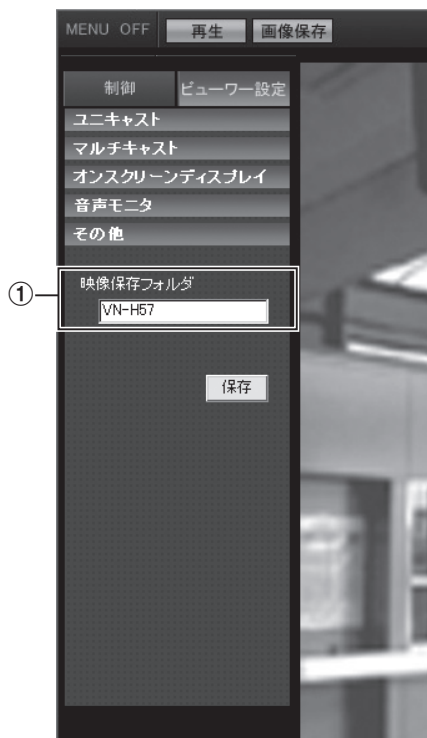 MENU OFF 再生 画像保存
制御 ビューワー設定
ユニキャスト
マルチキャスト
オンスクリーンディスプレイ
音声モニタ
その他
① 映像保存フォルダ
VN-H57
保存